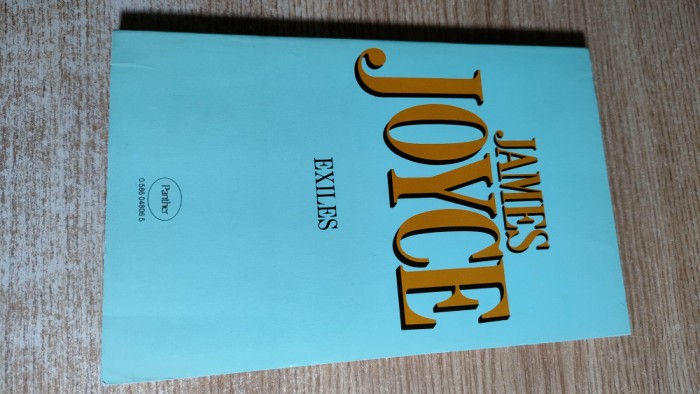 JAMES
JOYCE
EXILES
Panther
0 586 04806 5